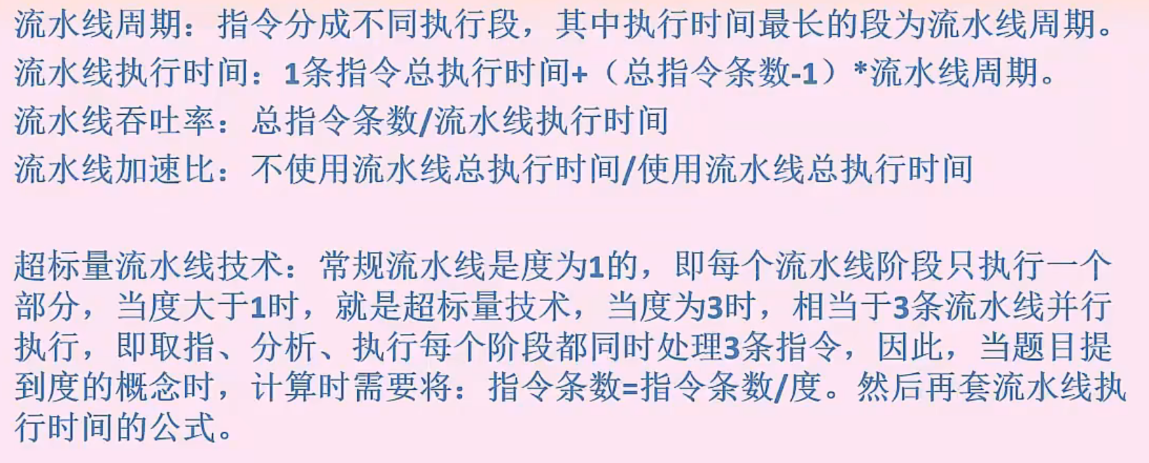 流水线周期：指令分成不同执行段，其中执行时间最长的段为流水线周期。
流水线执行时间：1条指令总执行时间+（总指令条数-1）*流水线周期。
流水线吞吐率：总指令条数/流水线执行时间
流水线加速比：不使用流水线总执行时间/使用流水线总执行时间
超标量流水线技术：常规流水线是度为1的，即每个流水线阶段只执行一个
部分，当度大于1时，就是超标量技术，当度为3时，相当于3条流水线并行
执行，即取指、分析、执行每个阶段都同时处理3条指令，因此，当题目提
到度的概念时，计算时需要将：指令条数=指令条数/度。然后再套流水线执
行时间的公式。